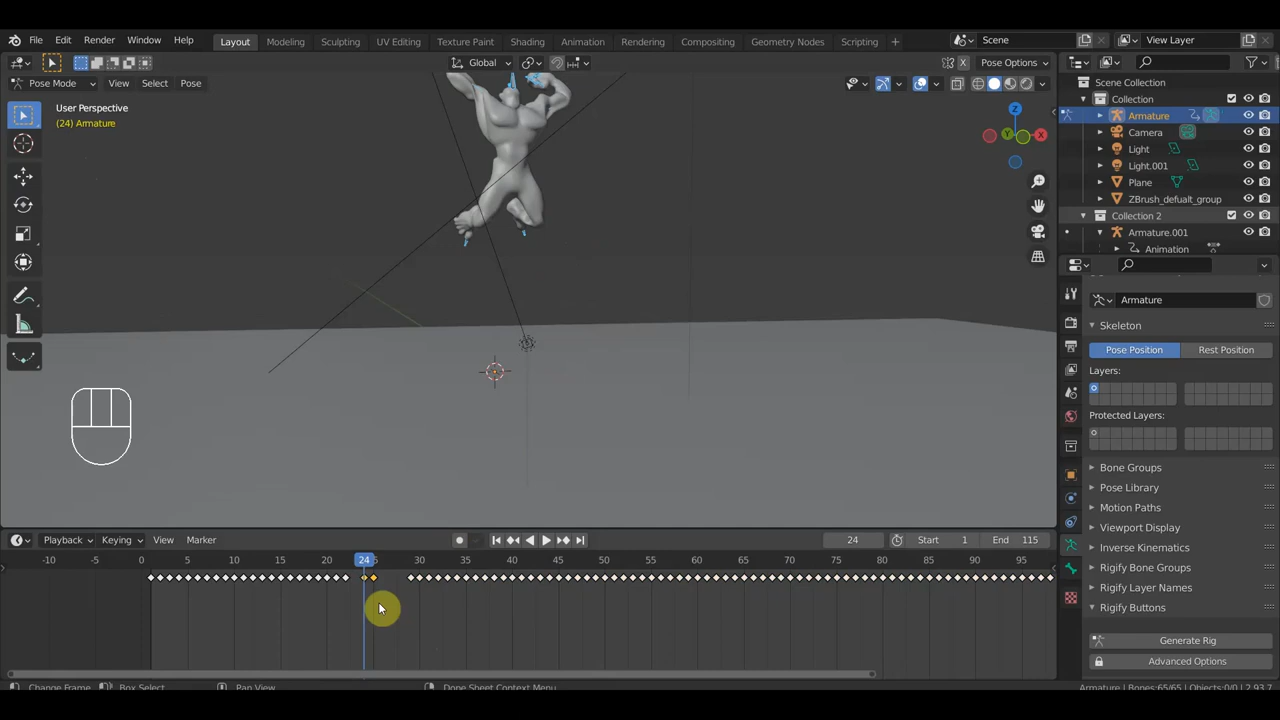 File Edit Render Window Help Layout Modeling Sculpting UV Editing Texture Paint Shading Animation Rendering Compositing Geometry Nodes Scripting + Scene View Layer
Global X Pose Options
Pose Mode View Select Pose
User Perspective
(24) Armature
Z
Y X
Scene Collection
Collection
Armature
Camera
Light
Light.001
Plane
ZBrush_defualt_group
Collection 2
Armature.001
Animation
Armature
Skeleton
Pose Position Rest Position
Layers:
Protected Layers:
Bone Groups
Pose Library
Motion Paths
Viewport Display
Inverse Kinematics
Rigify Bone Groups
Rigify Layer Names
Rigify Buttons
Generate Rig
Advanced Options
Playback Keying View Marker 24 Start 1 End 115
-10 -5 0 5 10 15 20 24 30 35 40 45 50 55 60 65 70 75 80 85 90 95
Change Frame Box Select Pan View Dope Sheet Context Menu Armature | Bones:65/65 | Objects:0/0 | 2.93.7